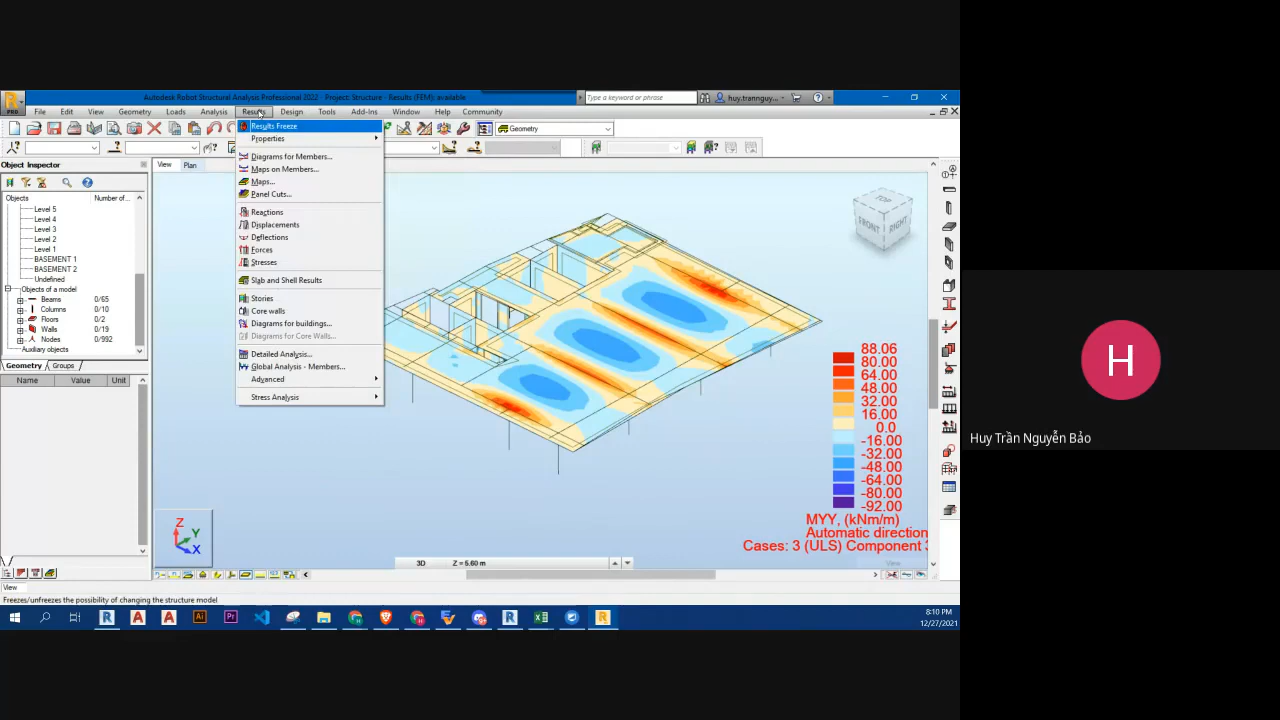 Autodesk Robot Structural Analysis Professional 2022 - Project: Structure - Results (FEM): available
Type a keyword or phrase
huy.trannguy...
PRO
File Edit View Geometry Loads Analysis Results Design Tools Add-Ins Window Help Community
Geometry
Object Inspector
View Plan
Objects Number of...
Level 5
Level 4
Level 3
Level 2
Level 1
BASEMENT 1
BASEMENT 2
Undefined
Objects of a model
Beams 0/65
Columns 0/10
Floors 0/2
Walls 0/19
Nodes 0/992
Auxiliary objects
Geometry Groups
Name Value Unit
Results Freeze
Properties
Diagrams for Members...
Maps on Members...
Maps...
Panel Cuts...
Reactions
Displacements
Deflections
Forces
Stresses
Slab and Shell Results
Stories
Core walls
Diagrams for buildings...
Diagrams for Core Walls...
Detailed Analysis...
Global Analysis - Members...
Advanced
Stress Analysis
TOP
FRONT
RIGHT
88.06
80.00
64.00
48.00
32.00
16.00
0.0
-16.00
-32.00
-48.00
-64.00
-80.00
-92.00
MYY, (kNm/m)
Automatic direction
Cases: 3 (ULS) Component
Z
Y
X
3D Z = 5.60 m
View
View
Freezes/unfreezes the possibility of changing the structure model
8:10 PM
12/27/2021
H
Huy Trần Nguyễn Bảo